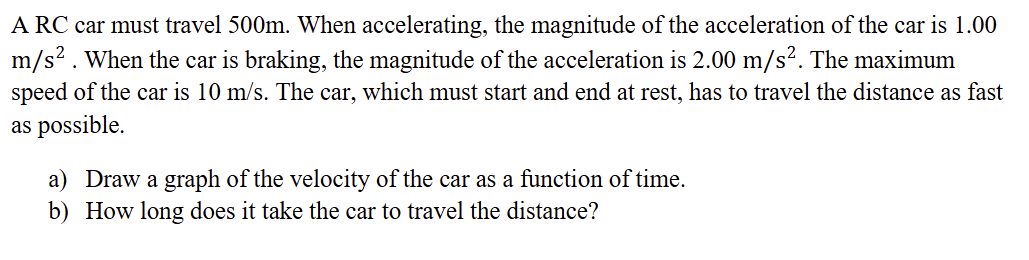 A RC car must travel 500m. When accelerating, the magnitude of the acceleration of the car is 1.00
m/s² . When the car is braking, the magnitude of the acceleration is 2.00 m/s². The maximum
speed of the car is 10 m/s. The car, which must start and end at rest, has to travel the distance as fast
as possible.
a) Draw a graph of the velocity of the car as a function of time.
b) How long does it take the car to travel the distance?